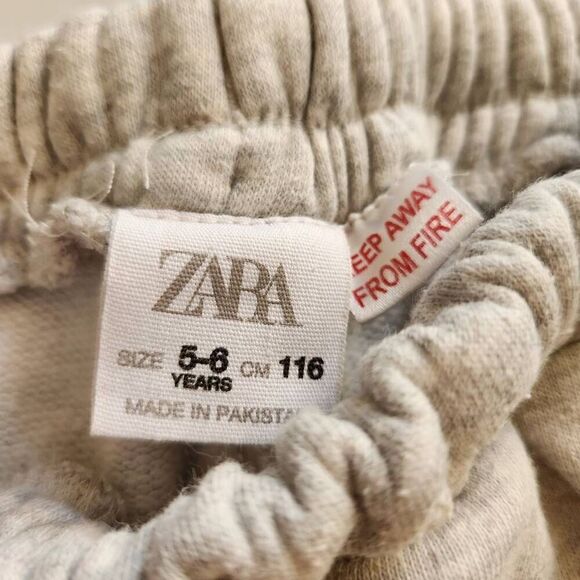 ZARA
SIZE 5-6 CM 116
YEARS
MADE IN PAKISTA
EEP AWAY
FROM FIRE